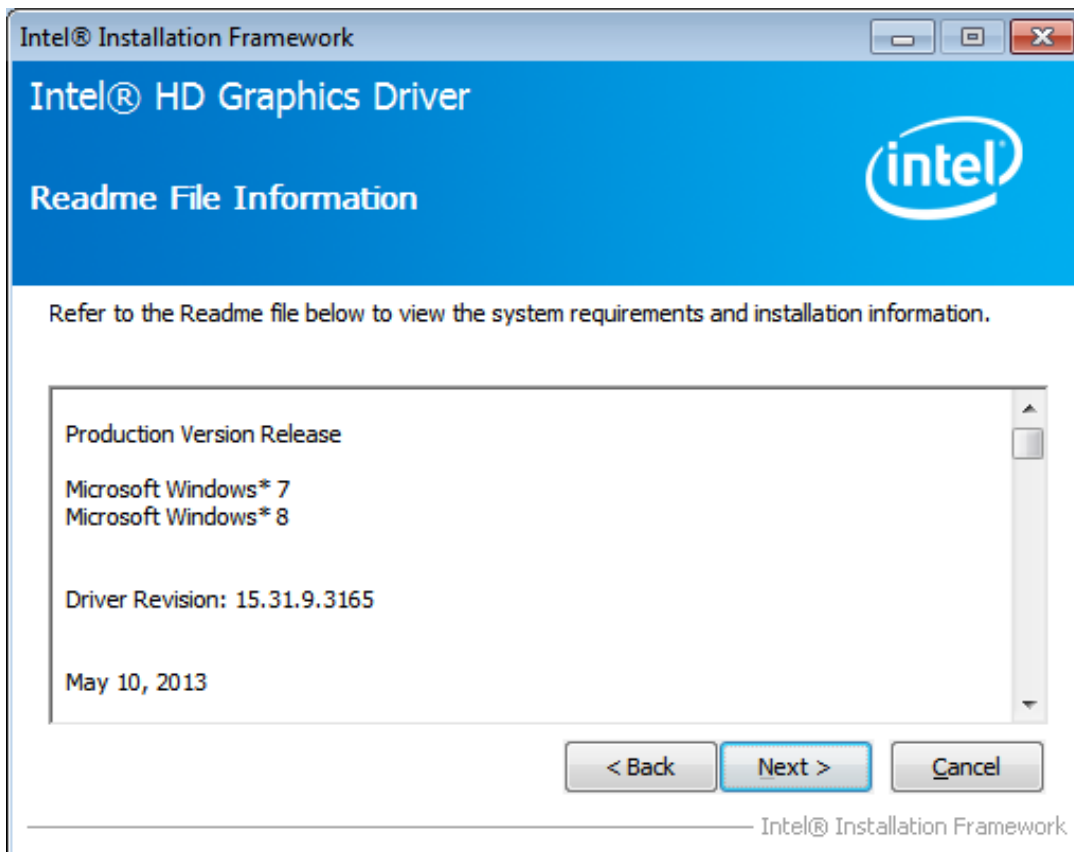 Intel® Installation Framework
Intel® HD Graphics Driver
intel
Readme File Information
Refer to the Readme file below to view the system requirements and installation information.
Production Version Release
Microsoft Windows* 7
Microsoft Windows* 8
Driver Revision: 15.31.9.3165
May 10, 2013
< Back Next > Cancel
Intel® Installation Framework